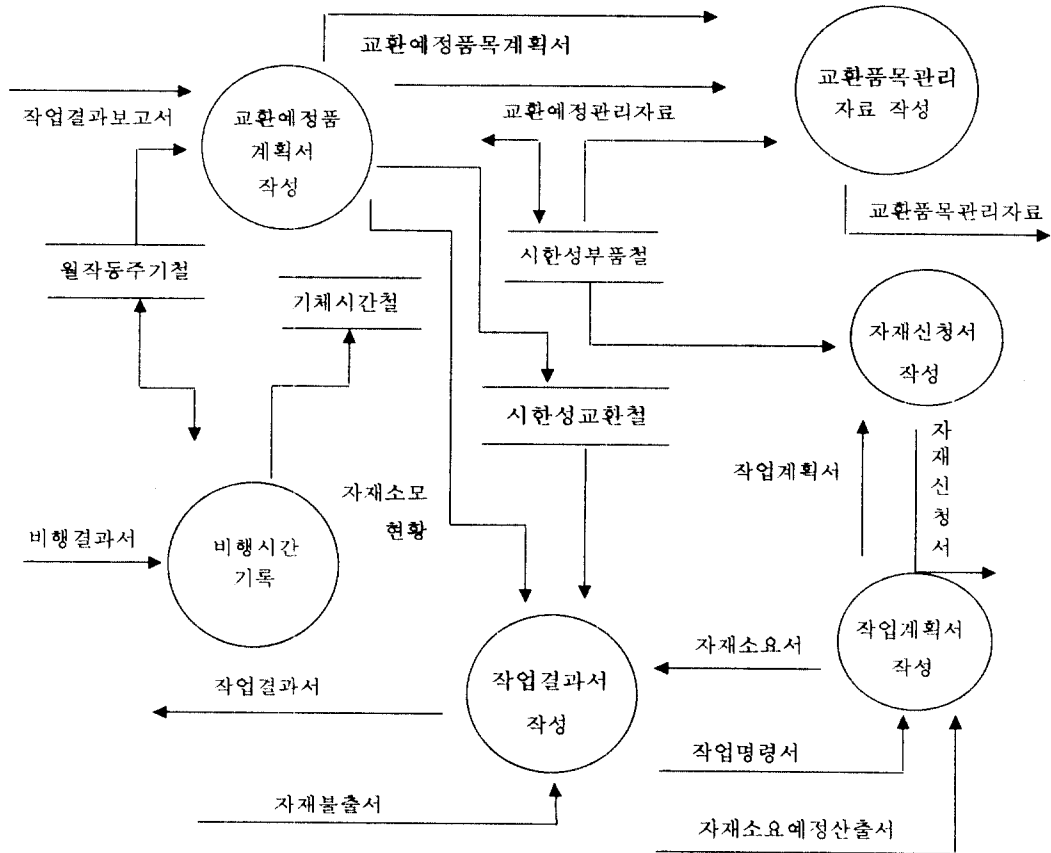 교환예정품목계획서
교환품목관리
자료 작성
작업결과보고서
교환예정품
계획서
작성
교환예정관리자료
교환품목관리자료
월작동주기철
시한성부품철
기체시간철
자재신청서
작성
시한성교환철
작업계획서
자재신청서
자재소모
현황
비행결과서
비행시간
기록
작업계획서
작성
자재소요서
작업결과서
작업결과서
작성
작업명령서
자재불출서
자재소요예정산출서